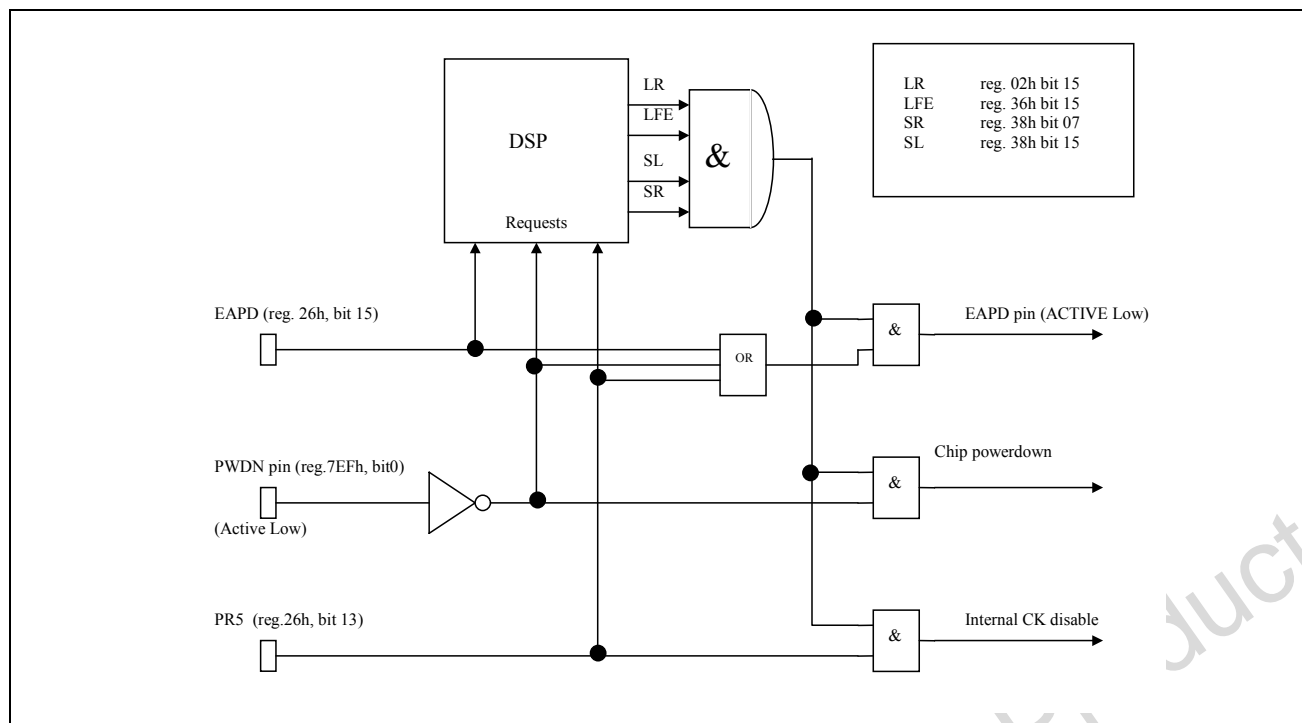 LR
LFE
SL
SR
DSP
Requests
&
LR reg. 02h bit 15
LFE reg. 36h bit 15
SR reg. 38h bit 07
SL reg. 38h bit 15
EAPD (reg. 26h, bit 15)
OR
&
EAPD pin (ACTIVE Low)
PWDN pin (reg.7EFh, bit0)
(Active Low)
&
Chip powerdown
PR5 (reg.26h, bit 13)
&
Internal CK disable